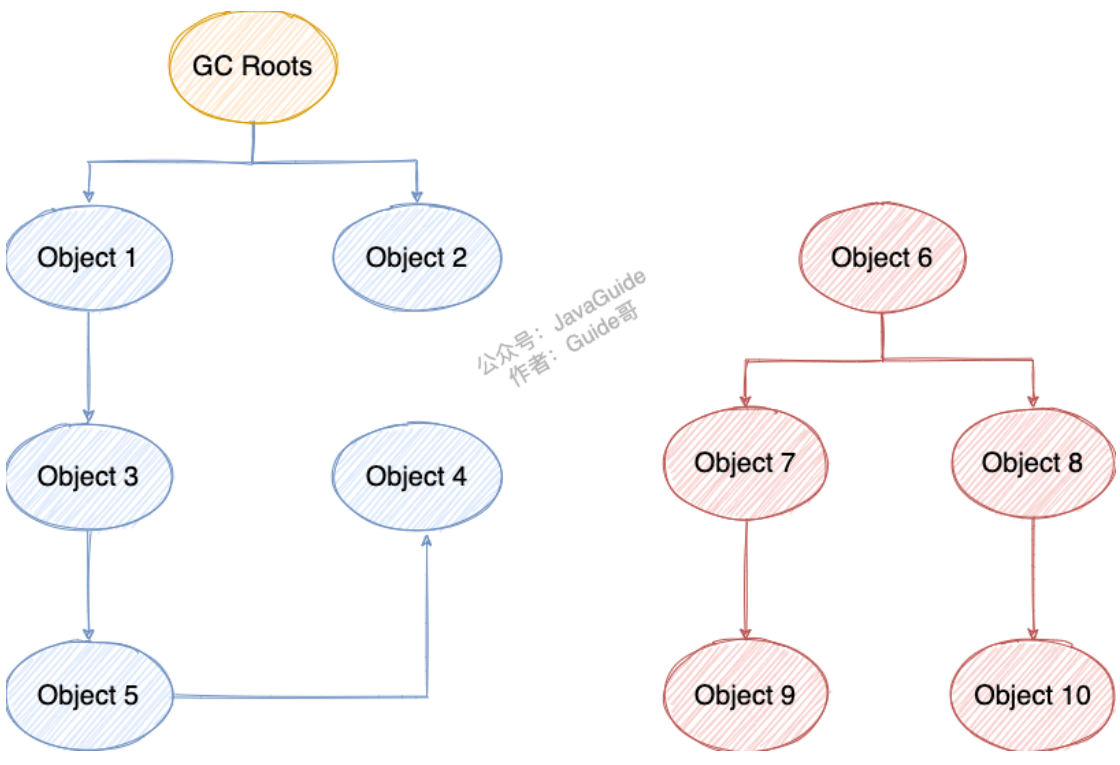 GC Roots
Object 1
Object 2
Object 6
公众号：JavaGuide
作者：Guide哥
Object 3
Object 4
Object 7
Object 8
Object 5
Object 9
Object 10